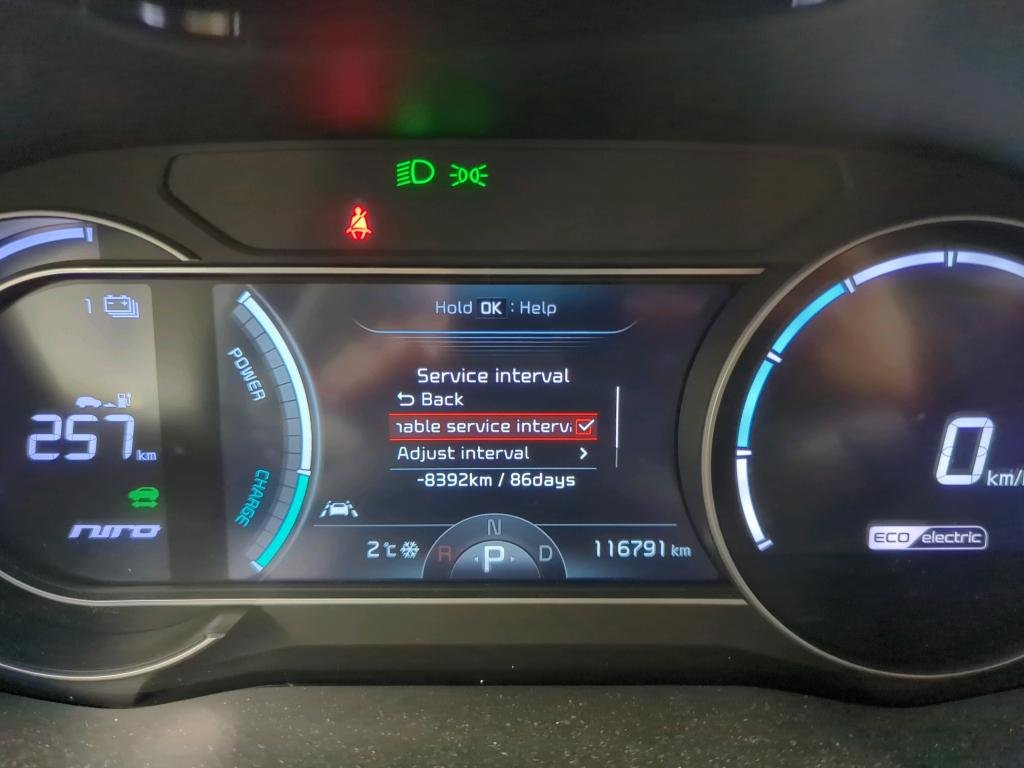 Hold OK : Help
1
POWER
Service interval
Back
nable service interva
Adjust interval
-8392km / 86days
257 km
CHARGE
0 km/h
niro
ECO electric
N
2°C
R P D
116791 km